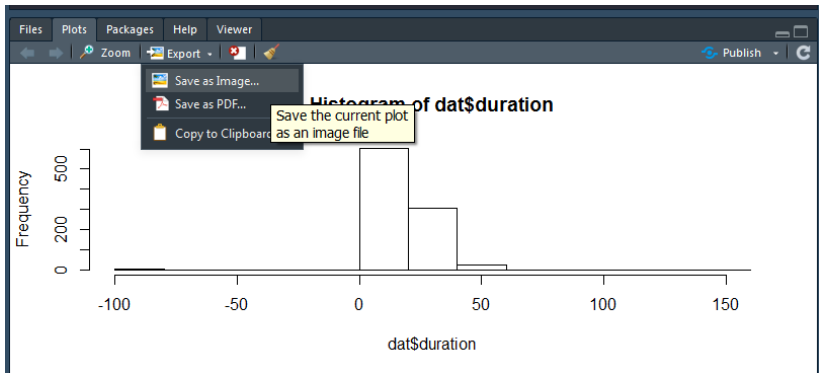 Files Plots Packages Help Viewer
Zoom Export Publish
Save as Image...
Save as PDF...
Histogram of dat$duration
Save the current plot
as an image file
Copy to Clipboard
500
Frequency
200
0
-100 -50 0 50 100 150
dat$duration